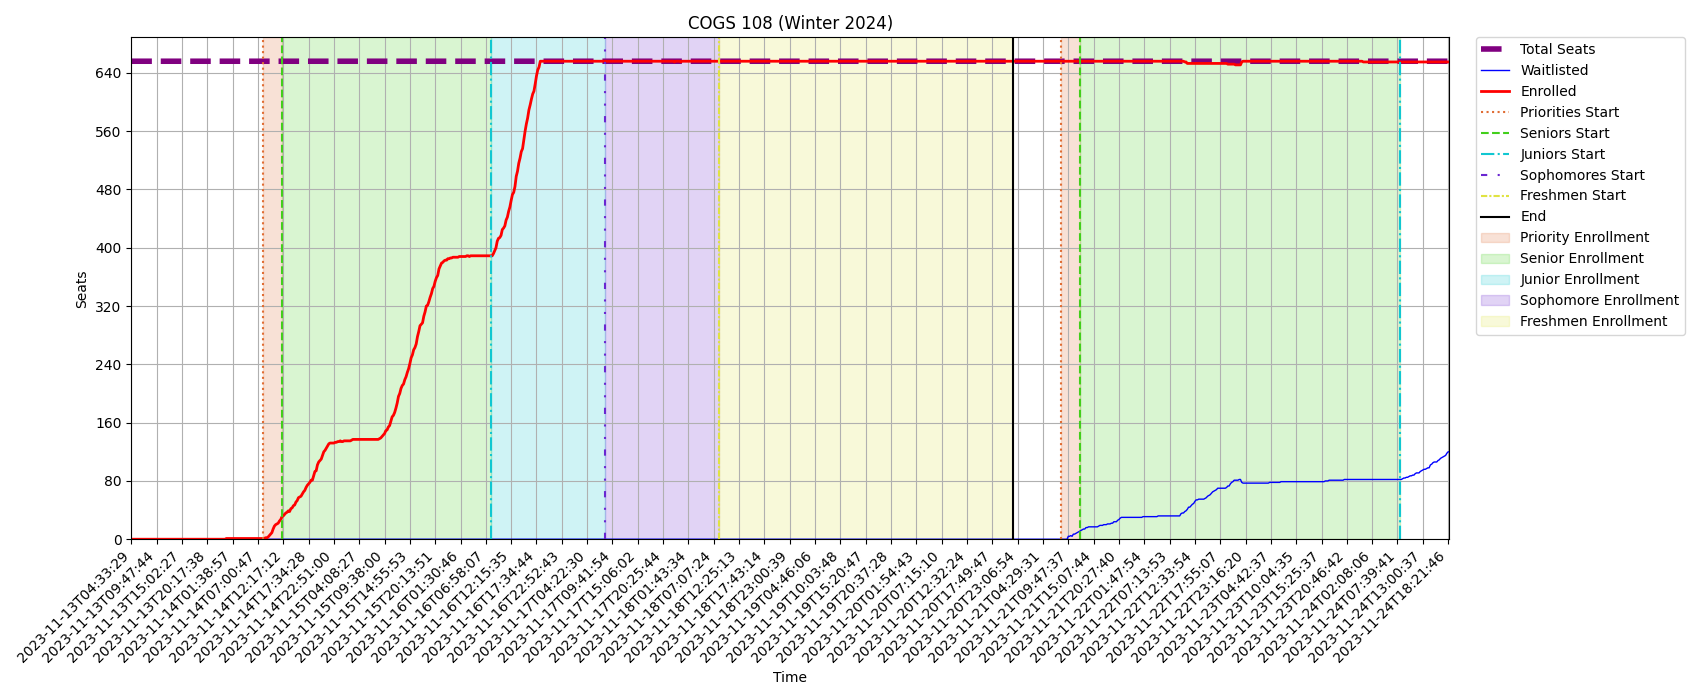 COGS 108 (Winter 2024)
Seats
640
560
480
400
320
240
160
80
0
2023-11-13T04:33:29
2023-11-13T09:47:44
2023-11-13T15:02:27
2023-11-13T20:17:38
2023-11-14T01:38:57
2023-11-14T07:00:47
2023-11-14T12:17:12
2023-11-14T17:34:28
2023-11-14T22:51:00
2023-11-15T04:08:27
2023-11-15T09:38:00
2023-11-15T14:55:53
2023-11-15T20:13:51
2023-11-16T01:30:46
2023-11-16T06:58:07
2023-11-16T12:15:35
2023-11-16T17:34:44
2023-11-16T22:52:43
2023-11-17T04:22:30
2023-11-17T09:41:54
2023-11-17T15:06:02
2023-11-17T20:25:44
2023-11-18T01:43:34
2023-11-18T07:07:24
2023-11-18T12:25:13
2023-11-18T17:43:14
2023-11-18T23:00:39
2023-11-19T04:46:06
2023-11-19T10:03:48
2023-11-19T15:20:47
2023-11-19T20:37:28
2023-11-20T01:54:43
2023-11-20T07:15:10
2023-11-20T12:32:24
2023-11-20T17:49:47
2023-11-20T23:06:54
2023-11-21T04:29:31
2023-11-21T09:47:37
2023-11-21T15:07:44
2023-11-21T20:27:40
2023-11-22T01:47:54
2023-11-22T07:13:53
2023-11-22T12:33:54
2023-11-22T17:55:07
2023-11-22T23:16:20
2023-11-23T04:42:37
2023-11-23T10:04:35
2023-11-23T15:25:37
2023-11-23T20:46:42
2023-11-24T02:08:06
2023-11-24T07:39:41
2023-11-24T13:00:37
2023-11-24T18:21:46
Time
Total Seats
Waitlisted
Enrolled
Priorities Start
Seniors Start
Juniors Start
Sophomores Start
Freshmen Start
End
Priority Enrollment
Senior Enrollment
Junior Enrollment
Sophomore Enrollment
Freshmen Enrollment